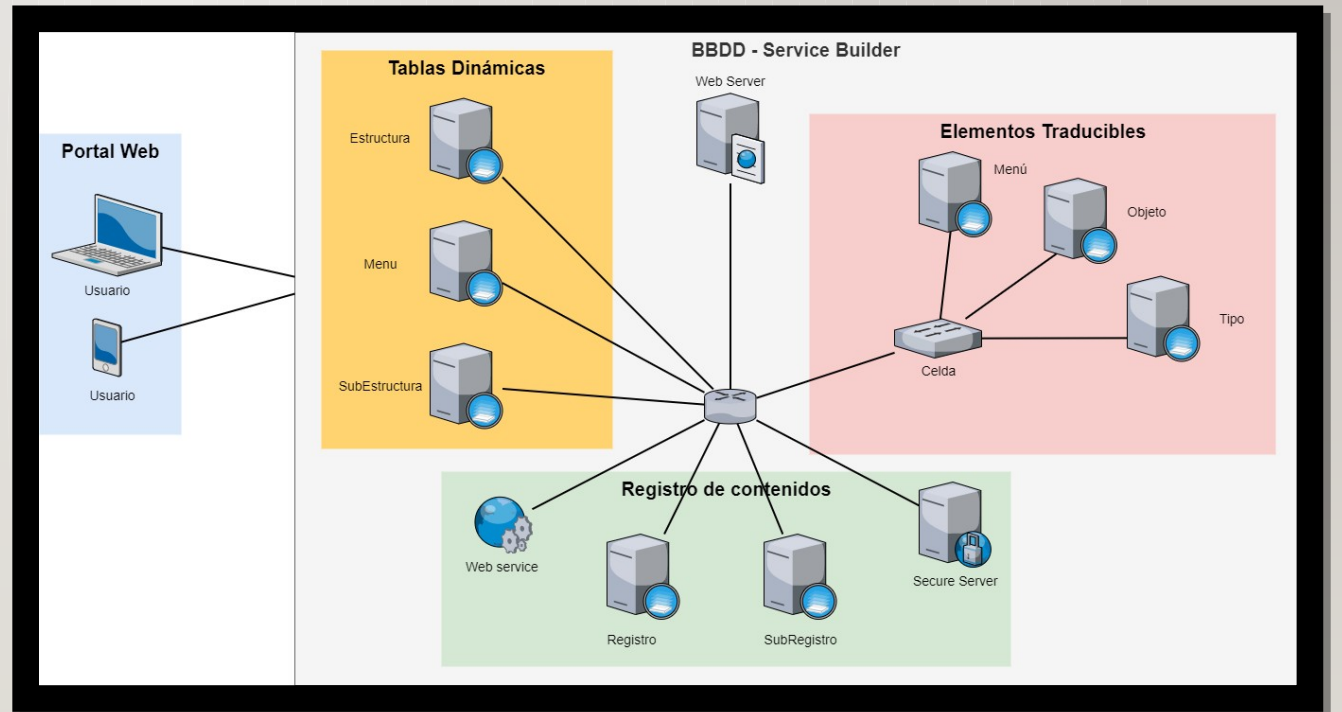 BBDD - Service Builder
Portal Web
Usuario
Usuario
Tablas Dinámicas
Estructura
Menu
SubEstructura
Web Server
Elementos Traducibles
Menú
Objeto
Tipo
Celda
Registro de contenidos
Web service
Registro
SubRegistro
Secure Server